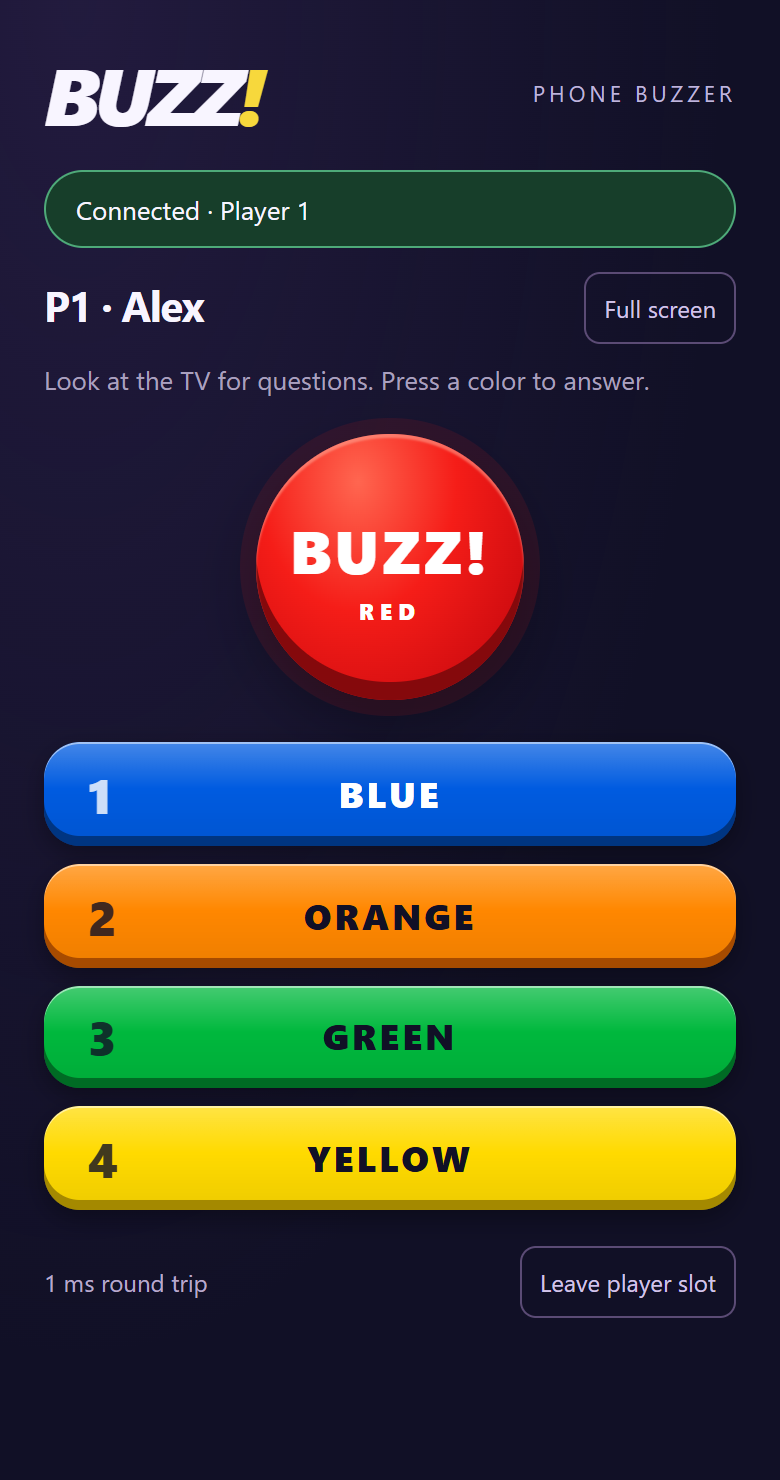 BUZZ!
PHONE BUZZER
Connected · Player 1
P1 · Alex
Full screen
Look at the TV for questions. Press a color to answer.
BUZZ!
RED
1 BLUE
2 ORANGE
3 GREEN
4 YELLOW
1 ms round trip
Leave player slot